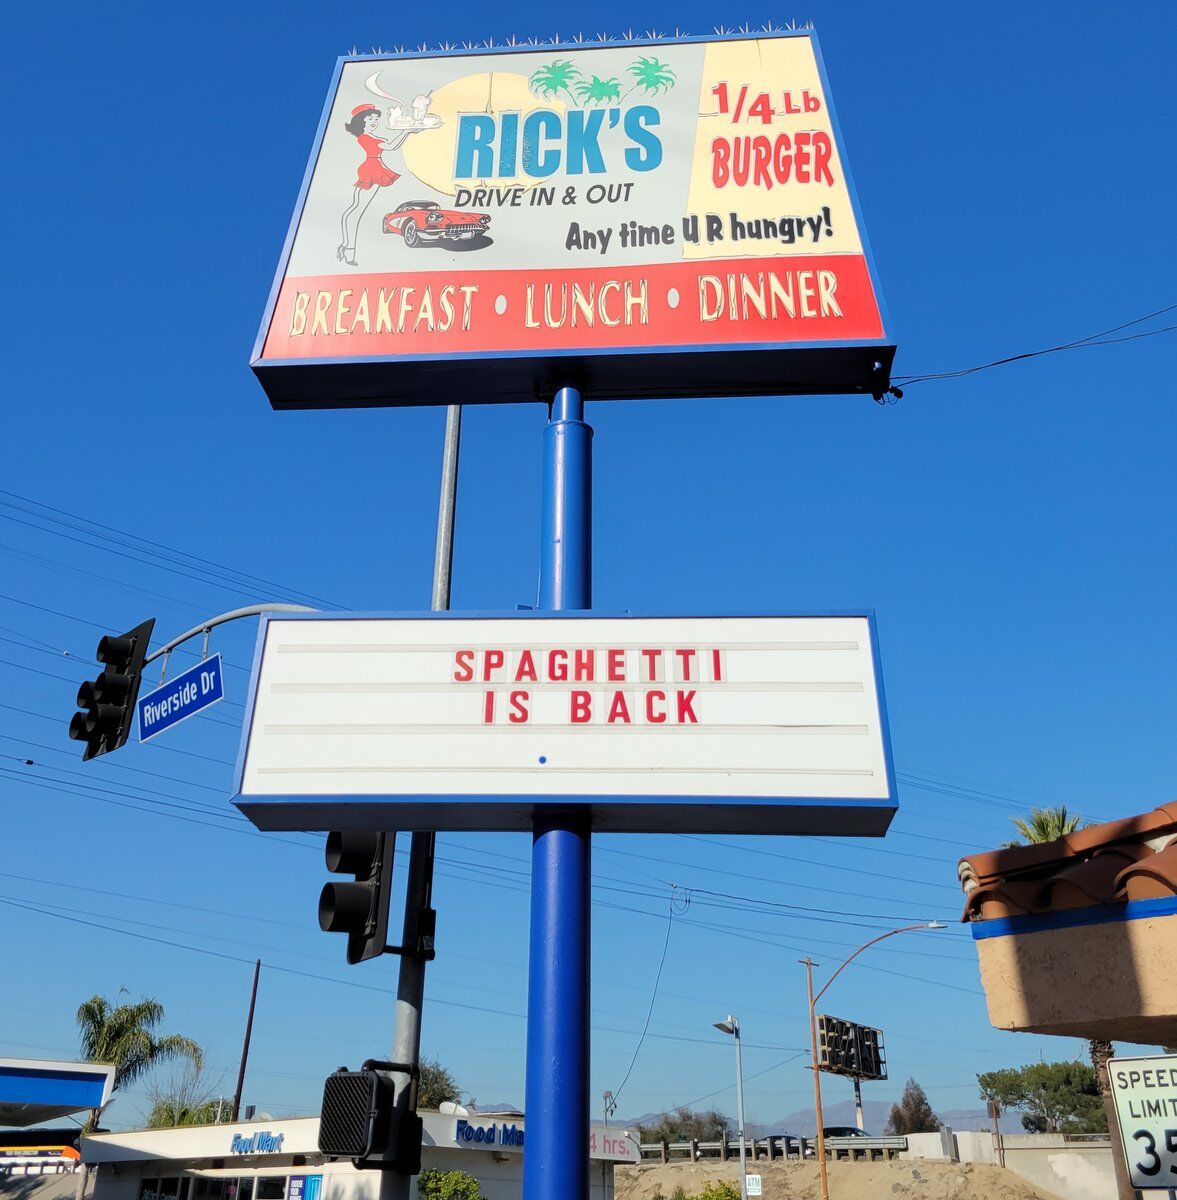 RICK'S
DRIVE IN & OUT
1/4 Lb
BURGER
Any time U R hungry!
BREAKFAST • LUNCH • DINNER
SPAGHETTI
IS BACK
Riverside Dr
Food Mart
Food Ma
hrs.
ATM
SPEED
LIMIT
35